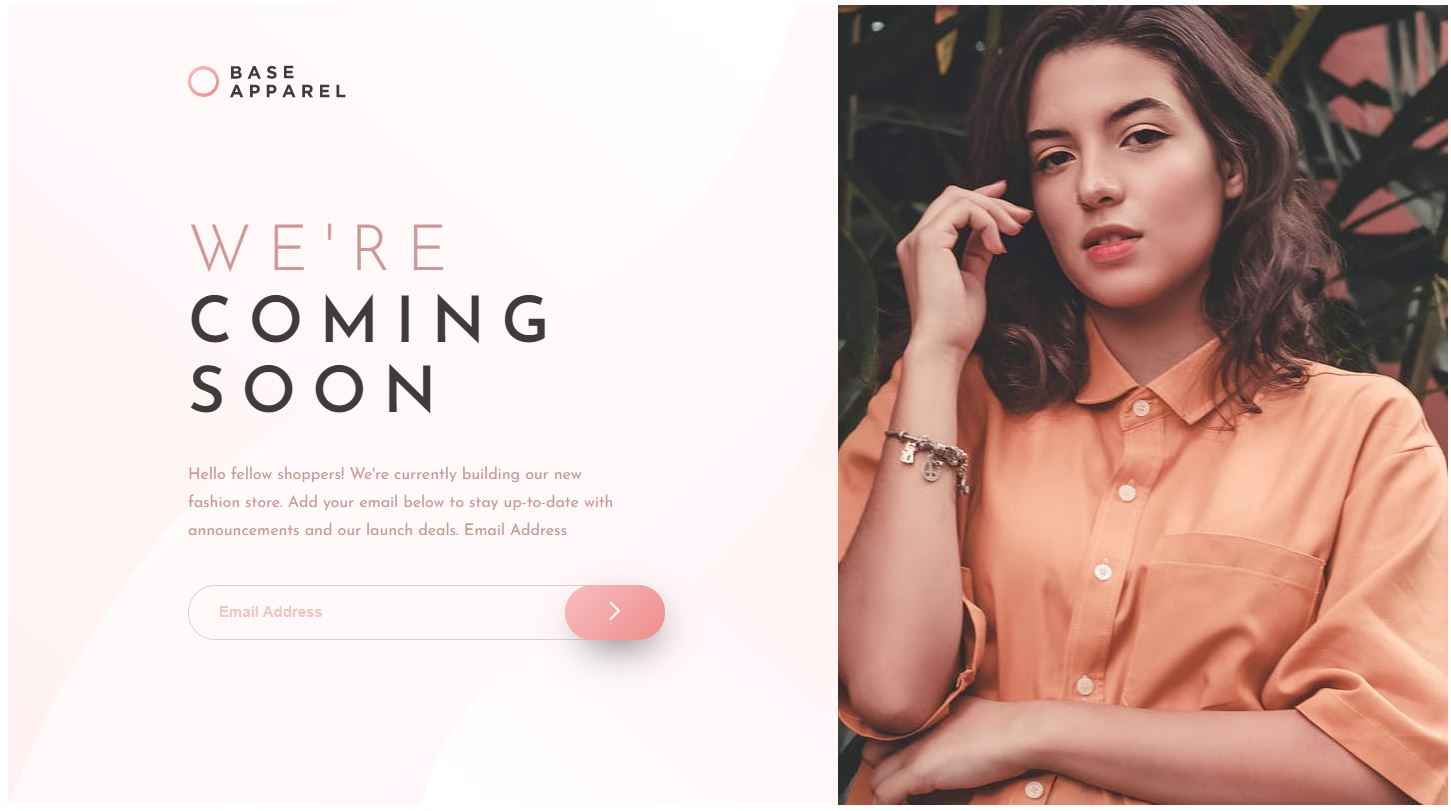 BASE
APPAREL
WE'RE
COMING
SOON
Hello fellow shoppers! We're currently building our new
fashion store. Add your email below to stay up-to-date with
announcements and our launch deals. Email Address
Email Address